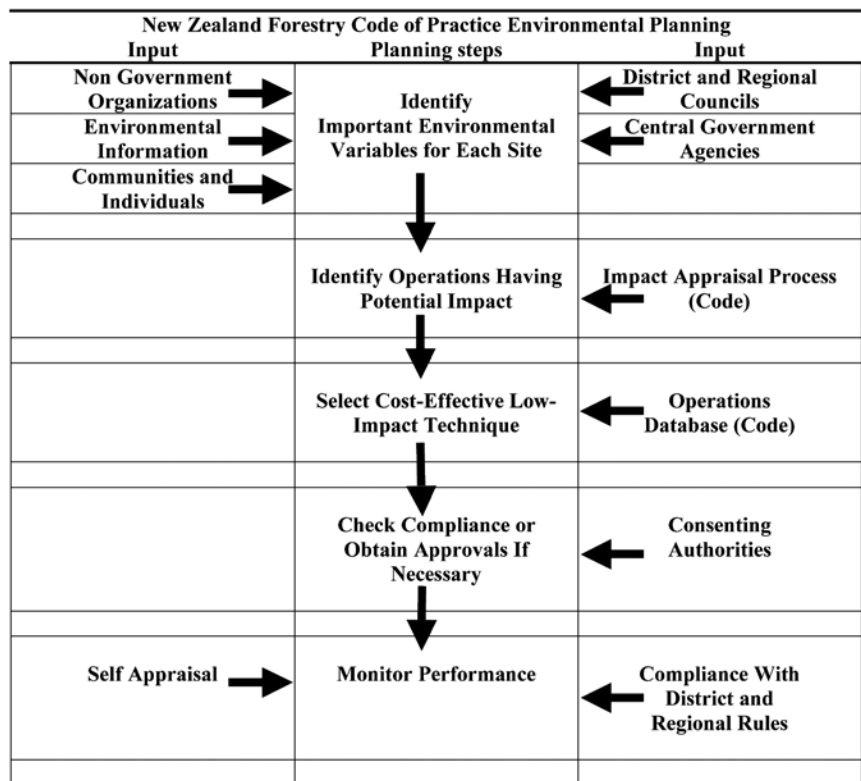 New Zealand Forestry Code of Practice Environmental Planning
Input Planning steps Input
Non Government
Organizations
Identify
Important Environmental
Variables for Each Site
District and Regional
Councils
Environmental
Information
Central Government
Agencies
Communities and
Individuals
Identify Operations Having
Potential Impact
Impact Appraisal Process
(Code)
Select Cost-Effective Low-
Impact Technique
Operations
Database (Code)
Check Compliance or
Obtain Approvals If
Necessary
Consenting
Authorities
Self Appraisal
Monitor Performance
Compliance With
District and
Regional Rules